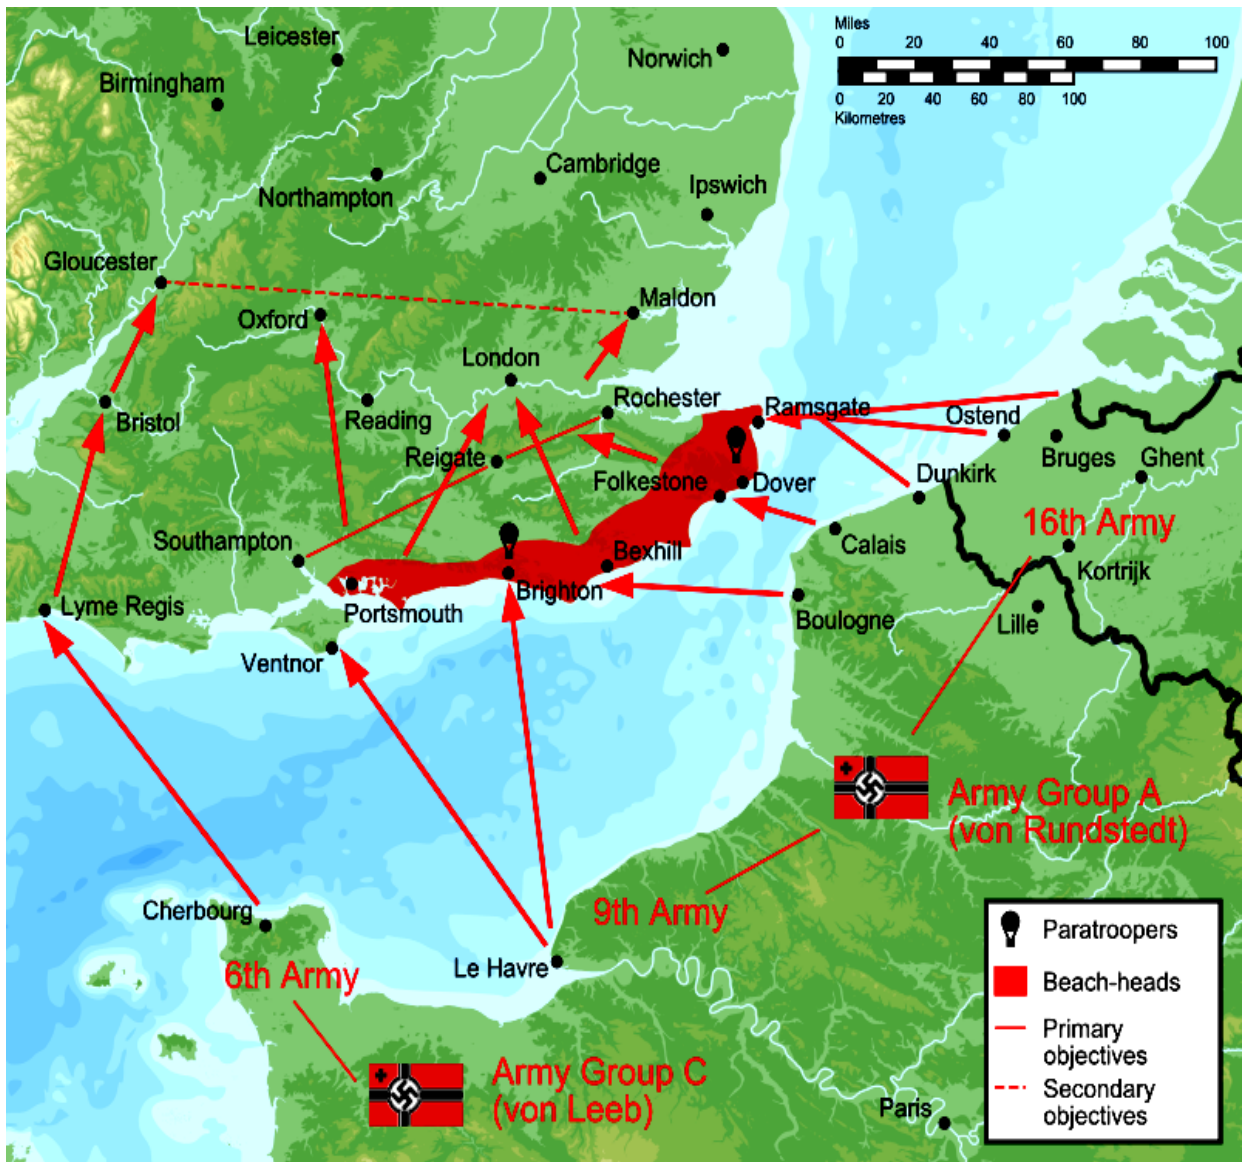 Miles
0 20 40 60 80 100
0 20 40 60 80 100
Kilometres
Leicester
Norwich
Birmingham
Cambridge
Ipswich
Northampton
Gloucester
Maldon
Oxford
London
Rochester
Ramsgate
Ostend
Bristol
Reading
Bruges
Ghent
Reigate
Folkestone
Dover
Dunkirk
16th Army
Southampton
Bexhill
Calais
Kortrijk
Lyme Regis
Portsmouth
Brighton
Boulogne
Lille
Ventnor
Army Group A
(von Rundstedt)
Cherbourg
9th Army
6th Army
Le Havre
Army Group C
(von Leeb)
Paris
Paratroopers
Beach-heads
Primary
objectives
Secondary
objectives